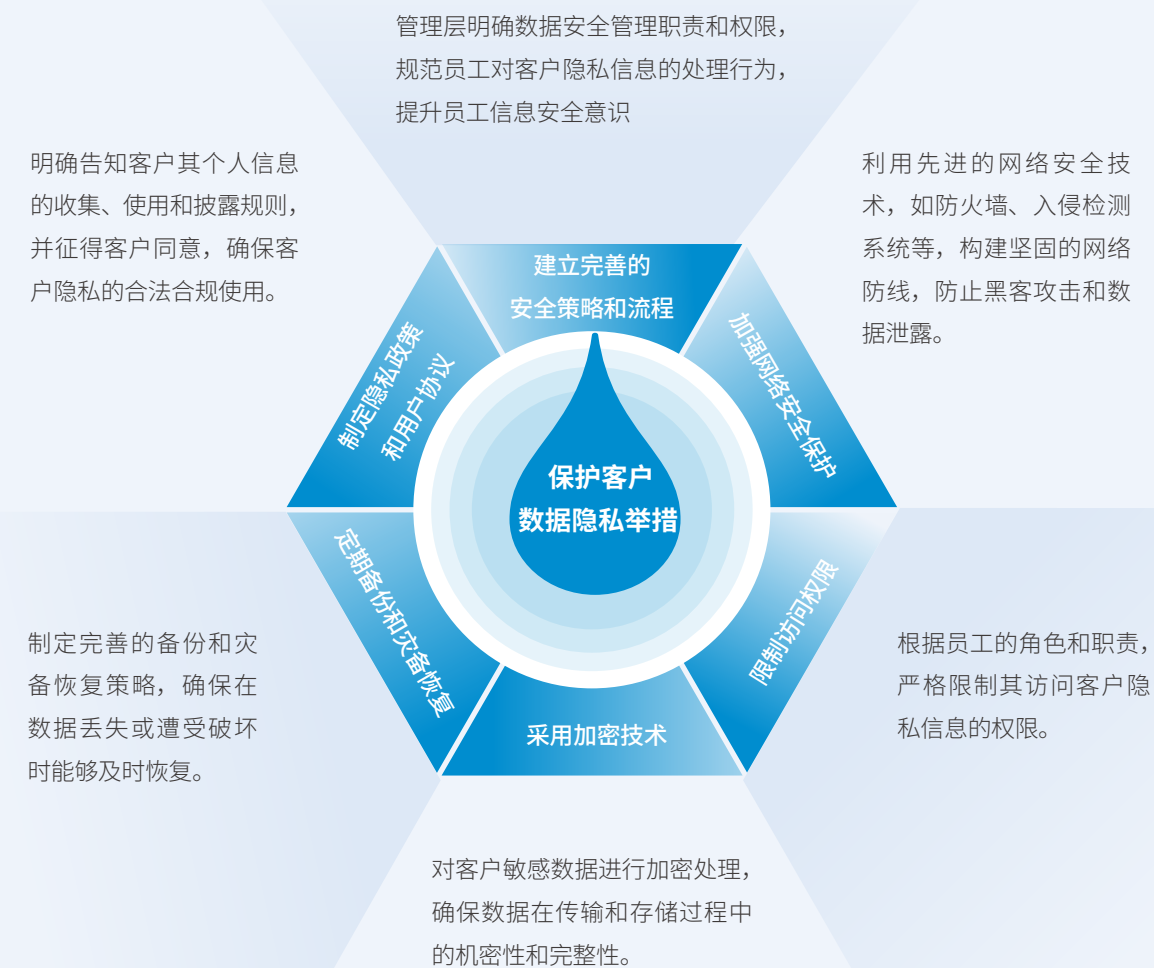 管理层明确数据安全管理职责和权限，
规范员工对客户隐私信息的处理行为，
提升员工信息安全意识
明确告知客户其个人信息
的收集、使用和披露规则，
并征得客户同意，确保客
户隐私的合法合规使用。
利用先进的网络安全技
术，如防火墙、入侵检测
系统等，构建坚固的网络
防线，防止黑客攻击和数
据泄露。
建立完善的
安全策略和流程
制定隐私政策
和用户协议
加强网络安全保护
保护客户
数据隐私举措
定期备份和灾备恢复
限制访问权限
采用加密技术
制定完善的备份和灾
备恢复策略，确保在
数据丢失或遭受破坏
时能够及时恢复。
根据员工的角色和职责，
严格限制其访问客户隐
私信息的权限。
对客户敏感数据进行加密处理，
确保数据在传输和存储过程中
的机密性和完整性。